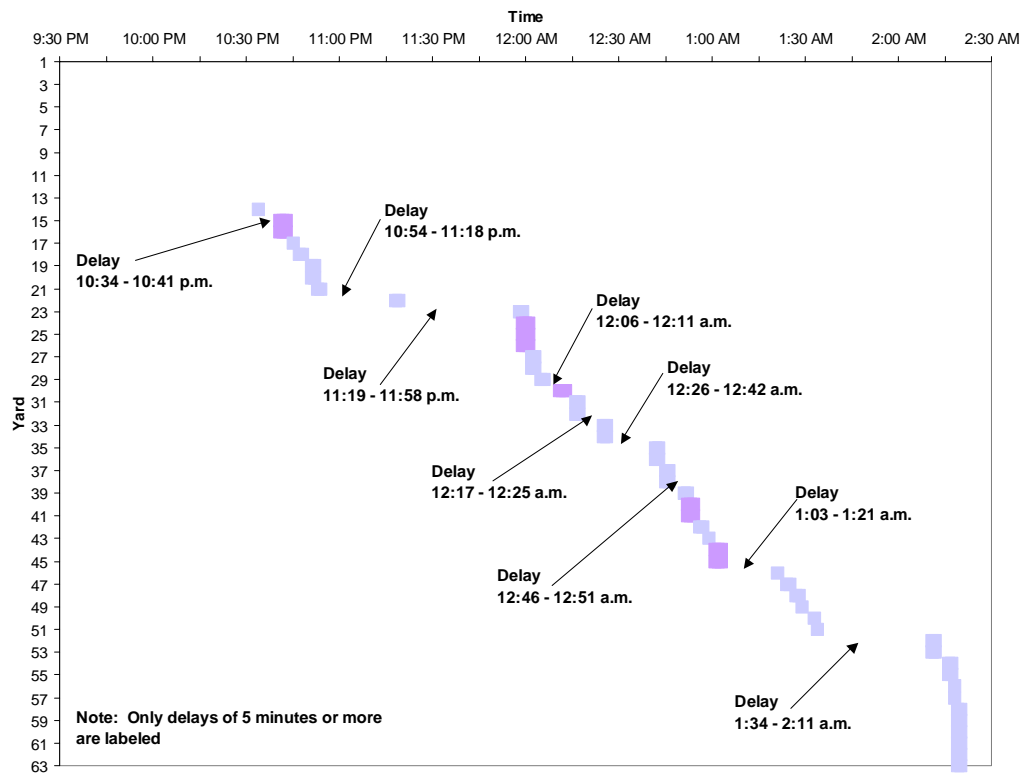 Time
9:30 PM 10:00 PM 10:30 PM 11:00 PM 11:30 PM 12:00 AM 12:30 AM 1:00 AM 1:30 AM 2:00 AM 2:30 AM
Yard
1
3
5
7
9
11
13
15
17
19
21
23
25
27
29
31
33
35
37
39
41
43
45
47
49
51
53
55
57
59
61
63
Delay
10:34 - 10:41 p.m.
Delay
10:54 - 11:18 p.m.
Delay
11:19 - 11:58 p.m.
Delay
12:06 - 12:11 a.m.
Delay
12:26 - 12:42 a.m.
Delay
12:17 - 12:25 a.m.
Delay
12:46 - 12:51 a.m.
Delay
1:03 - 1:21 a.m.
Delay
1:34 - 2:11 a.m.
Note: Only delays of 5 minutes or more
are labeled